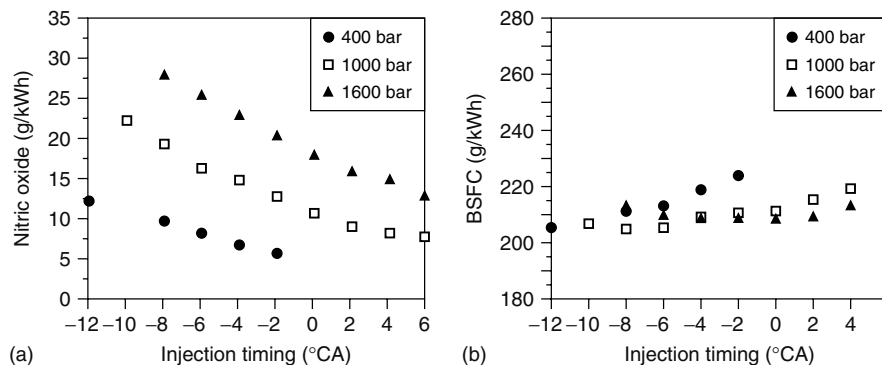 35
30
25
20
15
10
5
0
Nitric oxide (g/kWh)
400 bar
1000 bar
1600 bar
−12 −10 −8 −6 −4 −2 0 2 4 6
(a) Injection timing (°CA)
280
260
240
220
200
180
BSFC (g/kWh)
400 bar
1000 bar
1600 bar
−12 −10 −8 −6 −4 −2 0 2 4
(b) Injection timing (°CA)